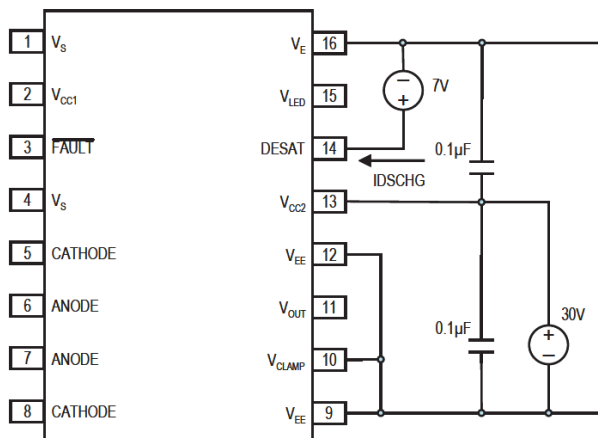 1 VS
2 VCC1
3 FAULT
4 VS
5 CATHODE
6 ANODE
7 ANODE
8 CATHODE
VE 16
VLED 15
DESAT 14
VCC2 13
VEE 12
VOUT 11
VCLAMP 10
VEE 9
− + 7V
IDSCHG
0.1µF
0.1µF
+ − 30V